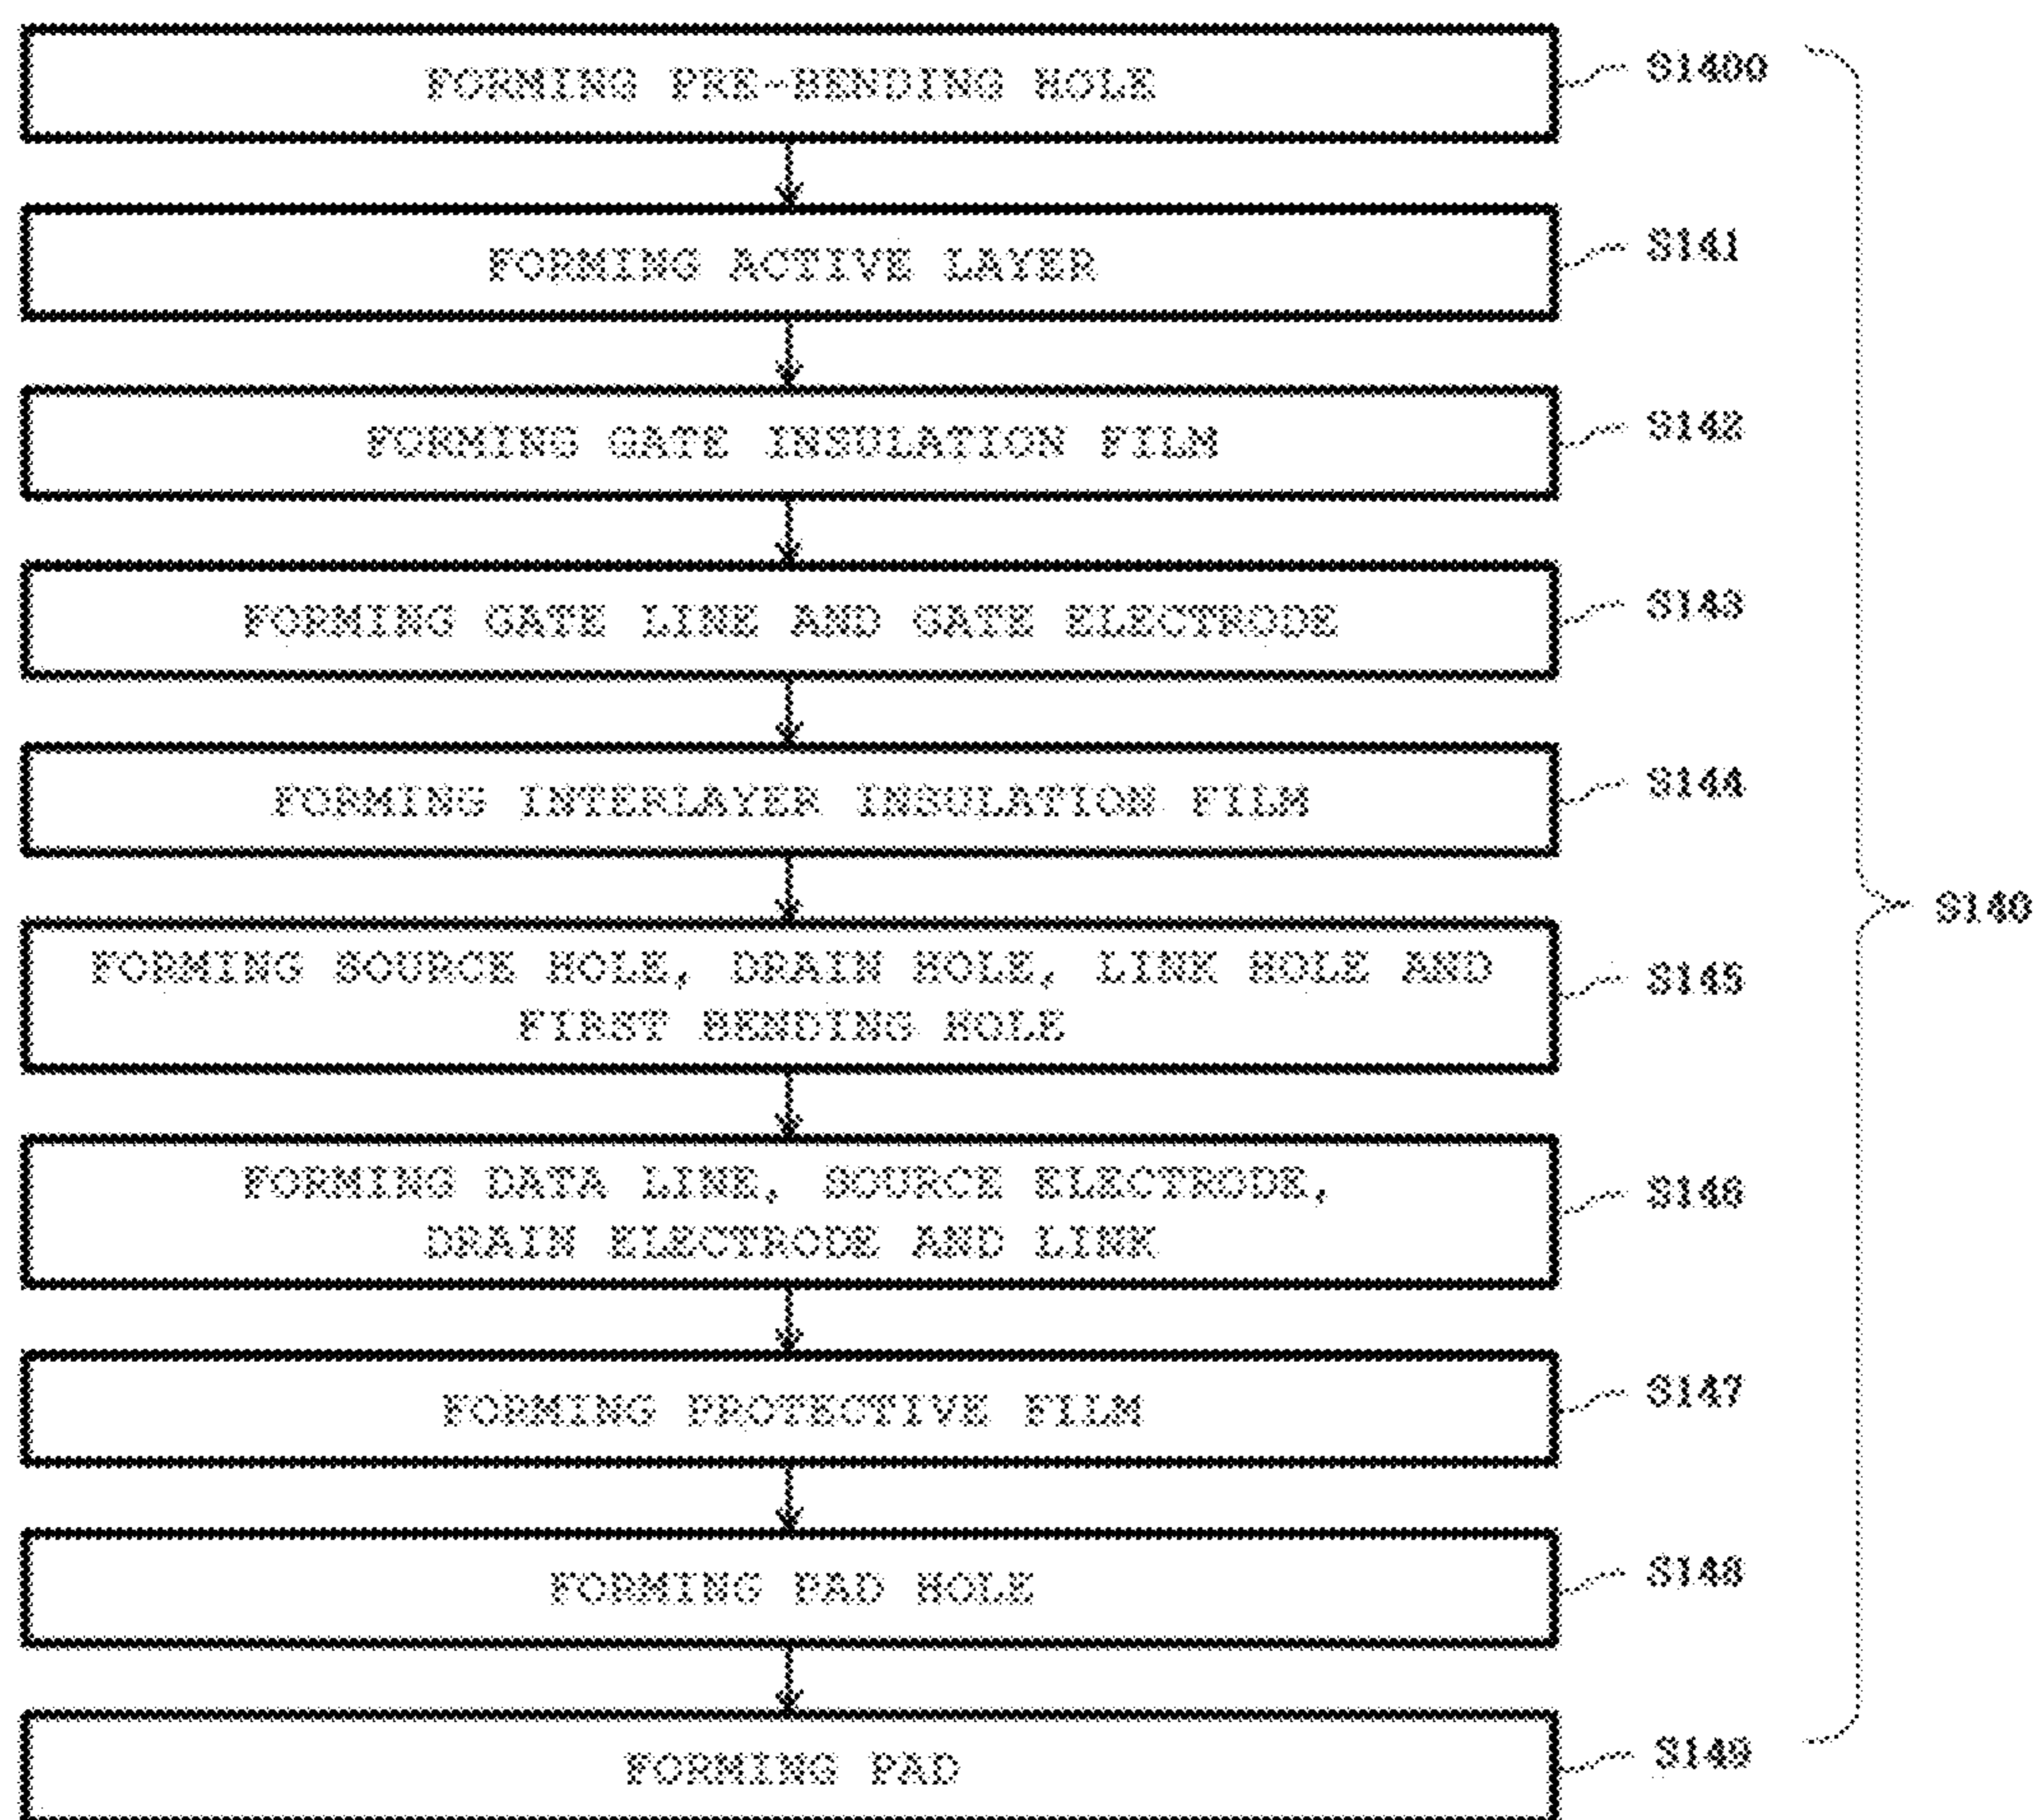 FORMING PRE-BENDING HOLE
S1400
FORMING ACTIVE LAYER
S141
FORMING GATE INSULATION FILM
S142
FORMING GATE LINE AND GATE ELECTRODE
S143
FORMING INTERLAYER INSULATION FILM
S144
S140
FORMING SOURCE HOLE, DRAIN HOLE, LINK HOLE AND
FIRST BENDING HOLE
S145
FORMING DATA LINE, SOURCE ELECTRODE,
DRAIN ELECTRODE AND LINK
S146
FORMING PROTECTIVE FILM
S147
FORMING PAD HOLE
S148
FORMING PAD
S149